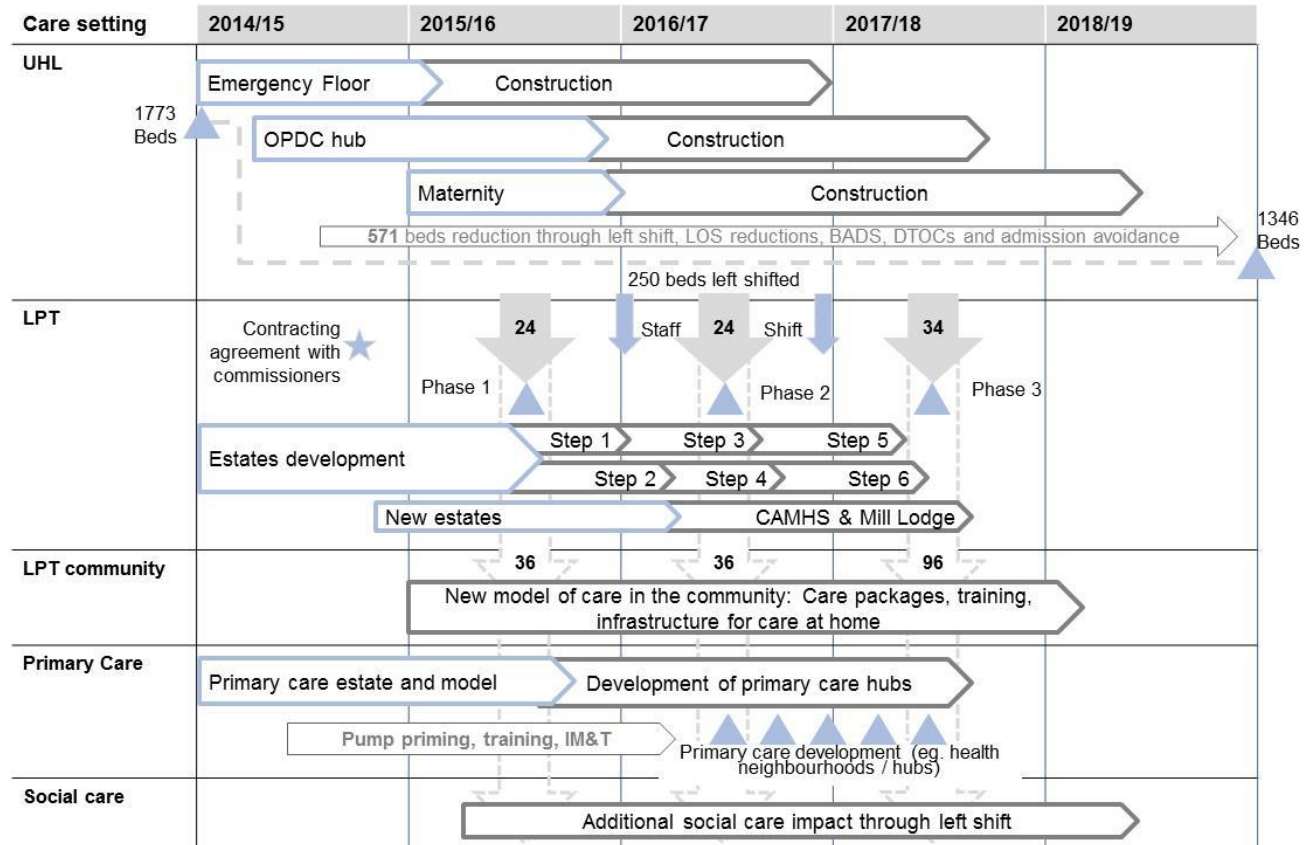 Care setting
2014/15
2015/16
2016/17
2017/18
2018/19
UHL
Emergency Floor
Construction
1773
Beds
OPDC hub
Construction
Maternity
Construction
571 beds reduction through left shift, LOS reductions, BADS, DTOCs and admission avoidance
1346
Beds
250 beds left shifted
LPT
Contracting
agreement with
commissioners
24
Staff
24
Shift
34
Phase 1
Phase 2
Phase 3
Estates development
Step 1
Step 3
Step 5
Step 2
Step 4
Step 6
New estates
CAMHS & Mill Lodge
LPT community
36
36
96
New model of care in the community: Care packages, training,
infrastructure for care at home
Primary Care
Primary care estate and model
Development of primary care hubs
Pump priming, training, IM&T
Primary care development (eg. health
neighbourhoods / hubs)
Social care
Additional social care impact through left shift